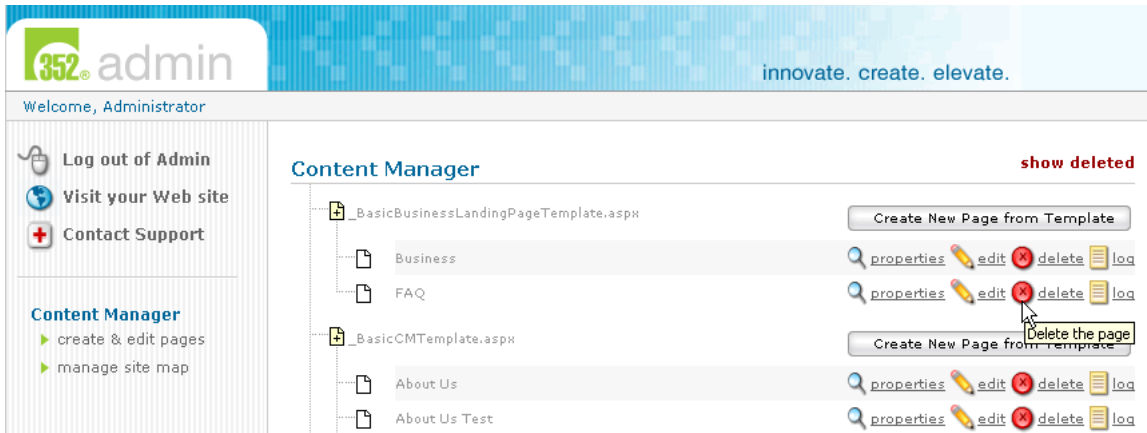 352® admin
innovate. create. elevate.
Welcome, Administrator
Log out of Admin
Visit your Web site
Contact Support
Content Manager
create & edit pages
manage site map
Content Manager
show deleted
_BasicBusinessLandingPageTemplate.aspx
Create New Page from Template
Business
properties edit delete log
FAQ
properties edit delete log
Delete the page
_BasicCMTemplate.aspx
Create New Page from Template
About Us
properties edit delete log
About Us Test
properties edit delete log